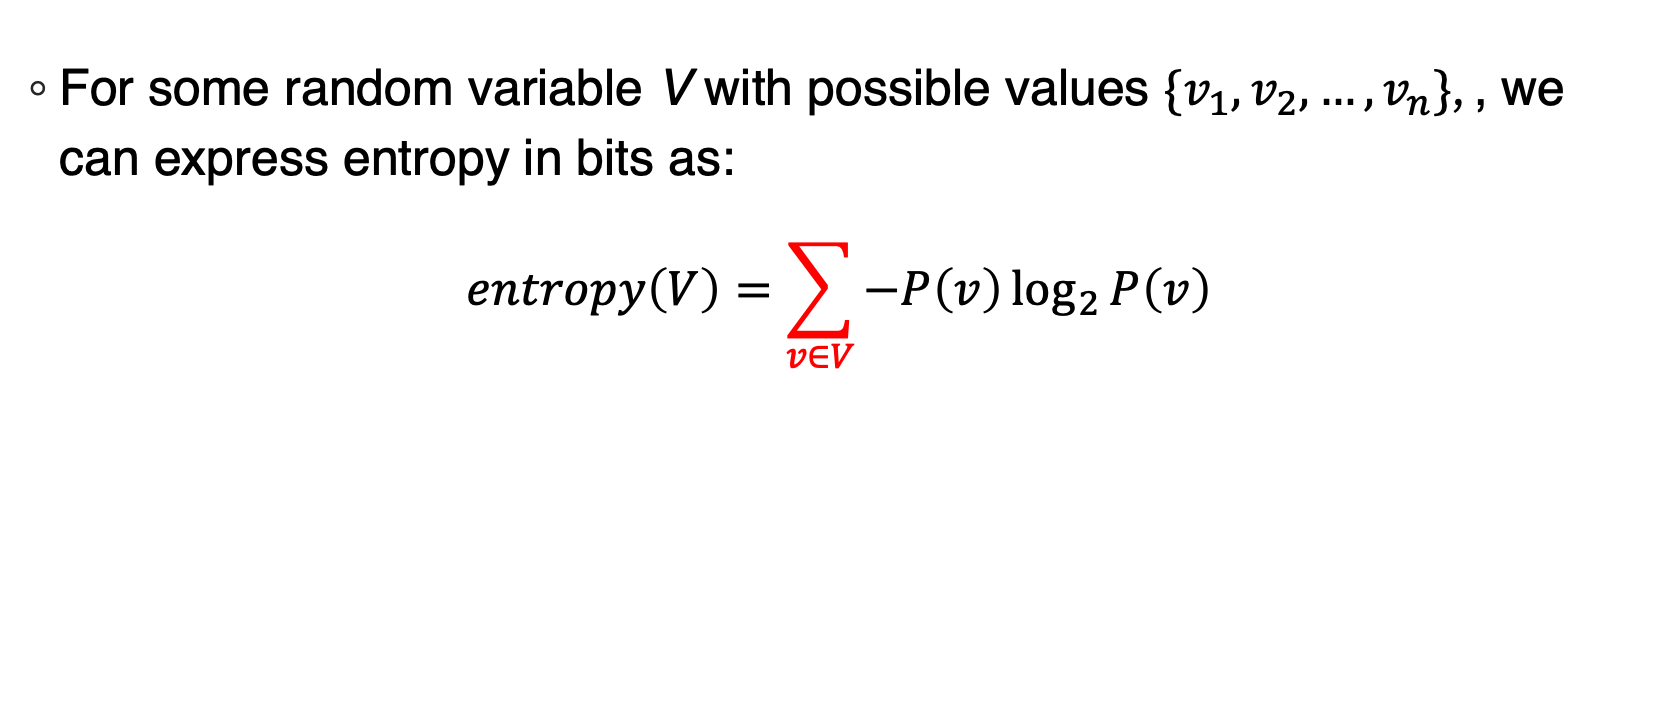 ◦ For some random variable V with possible values {v₁, v₂, … , vₙ}, , we
can express entropy in bits as:
entropy(V) = ∑_{v∈V} −P(v) log₂ P(v)